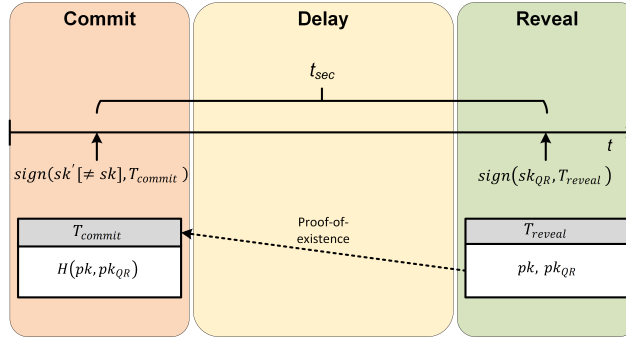 Commit
Delay
Reveal
t_sec
t
sign(sk′[≠ sk], T_commit)
sign(sk_QR, T_reveal)
Proof-of-
existence
T_commit
T_reveal
H(pk, pk_QR)
pk, pk_QR